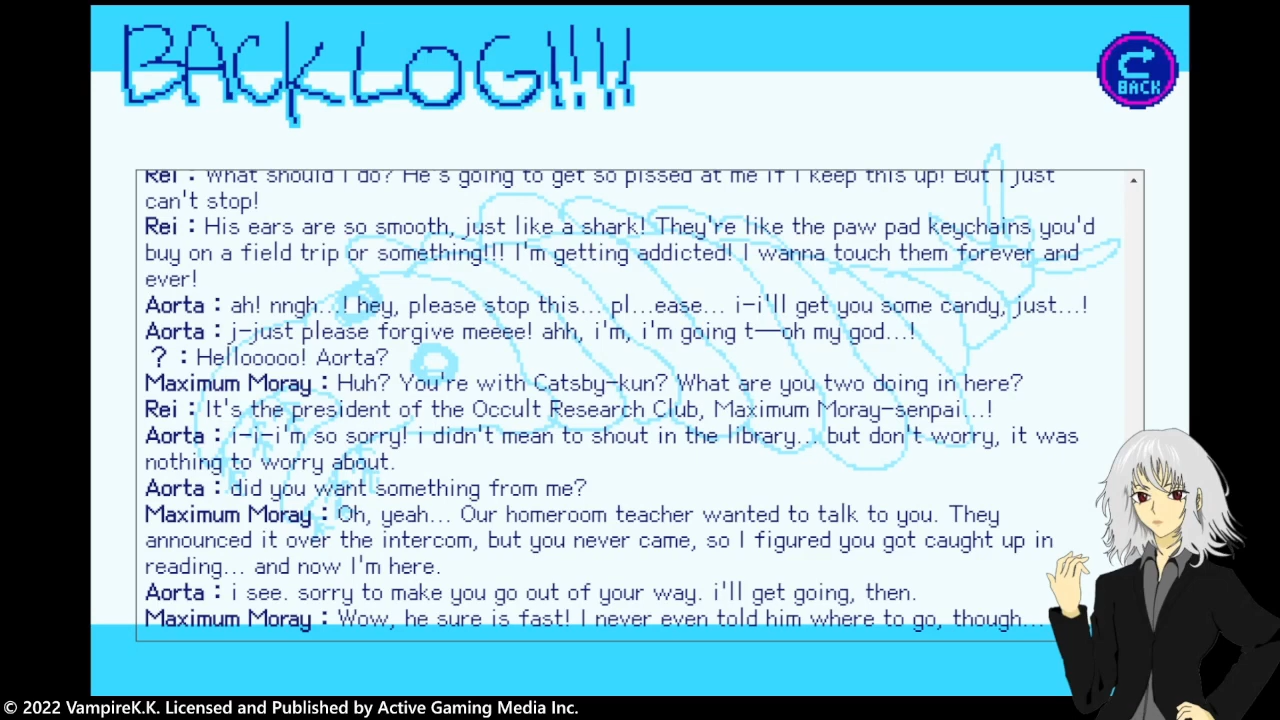 BACKLOG!!!!
BACK
Rei : What should I do? He's going to get so pissed at me if I keep this up! But I just
can't stop!
Rei : His ears are so smooth, just like a shark! They're like the paw pad keychains you'd
buy on a field trip or something!!! I'm getting addicted! I wanna touch them forever and
ever!
Aorta : ah! nngh...! hey, please stop this... pl...ease... i-i'll get you some candy, just...!
Aorta : j-just please forgive meeee! ahh, i'm, i'm going t—oh my god...!
? : Hellooooo! Aorta?
Maximum Moray : Huh? You're with Catsby-kun? What are you two doing in here?
Rei : It's the president of the Occult Research Club, Maximum Moray-senpai...!
Aorta : i-i-i'm so sorry! i didn't mean to shout in the library... but don't worry, it was
nothing to worry about.
Aorta : did you want something from me?
Maximum Moray : Oh, yeah... Our homeroom teacher wanted to talk to you. They
announced it over the intercom, but you never came, so I figured you got caught up in
reading... and now I'm here.
Aorta : i see. sorry to make you go out of your way. i'll get going, then.
Maximum Moray : Wow, he sure is fast! I never even told him where to go, though...
© 2022 VampireK.K. Licensed and Published by Active Gaming Media Inc.